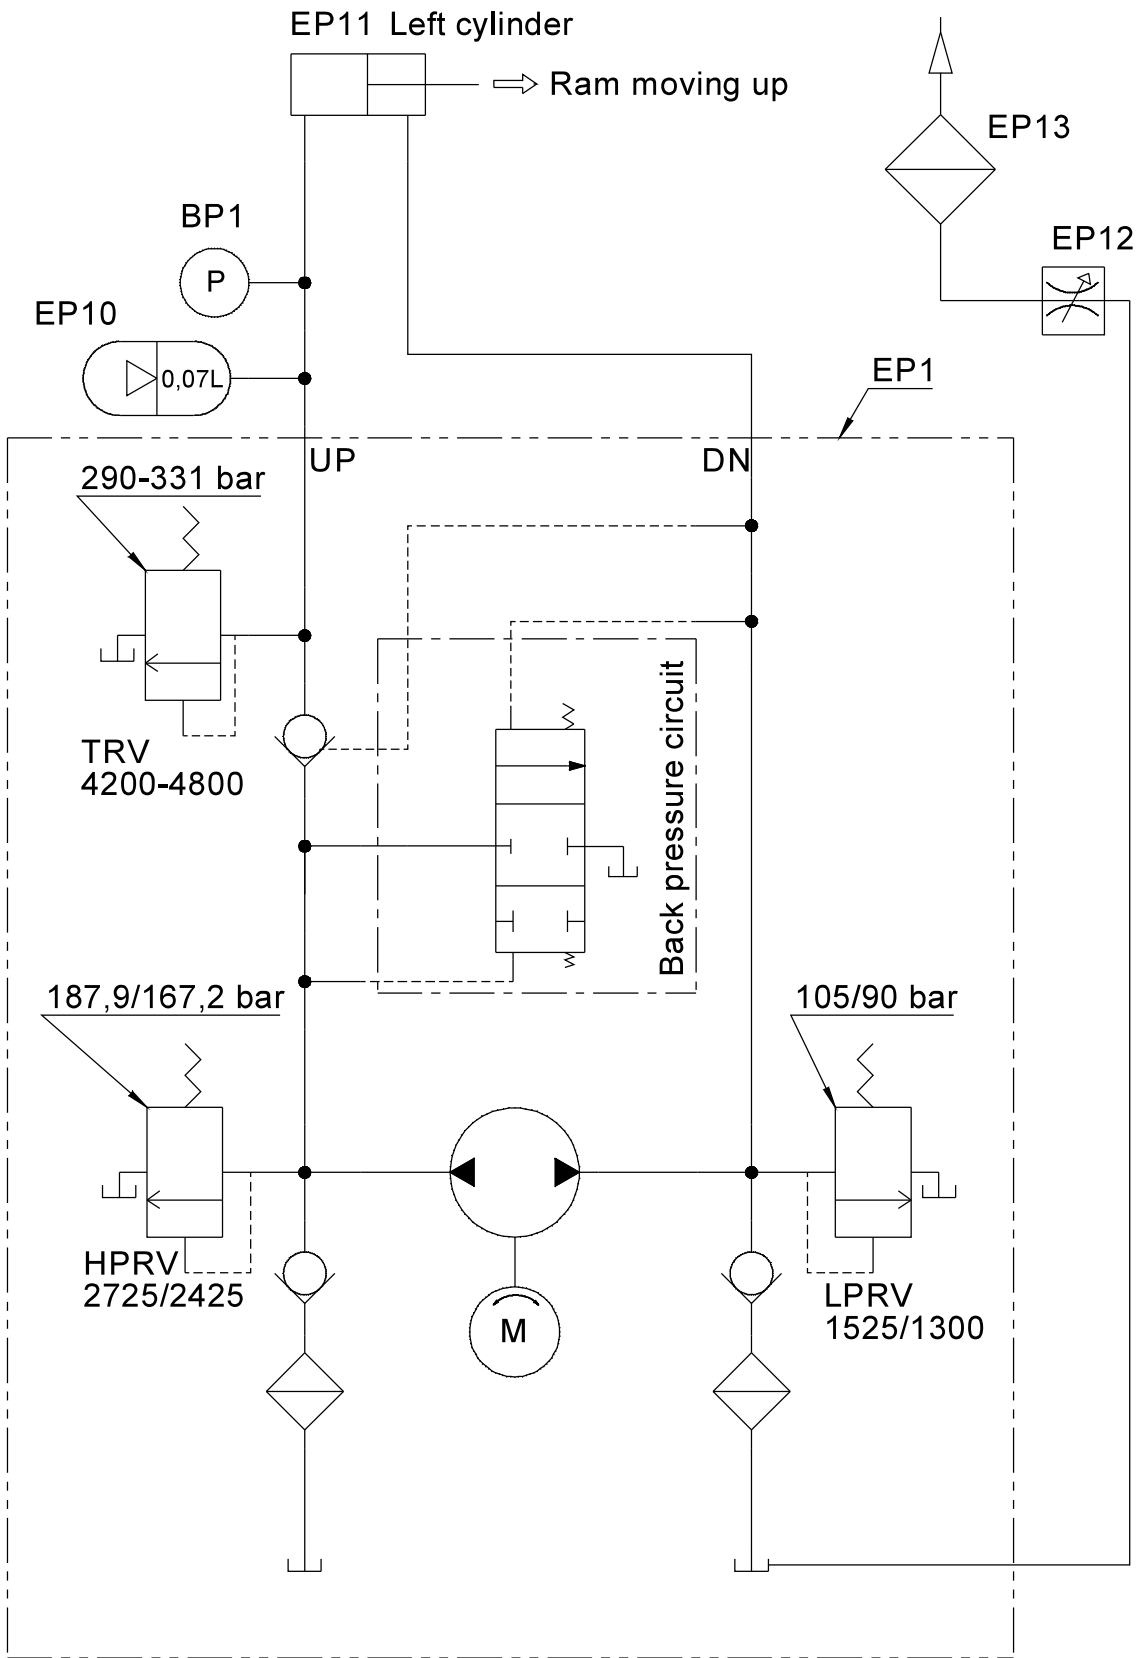 EP11 Left cylinder
Ram moving up
EP13
BP1
P
EP12
EP10
0,07L
EP1
UP
DN
290-331 bar
TRV
4200-4800
Back pressure circuit
187,9/167,2 bar
105/90 bar
HPRV
2725/2425
M
LPRV
1525/1300